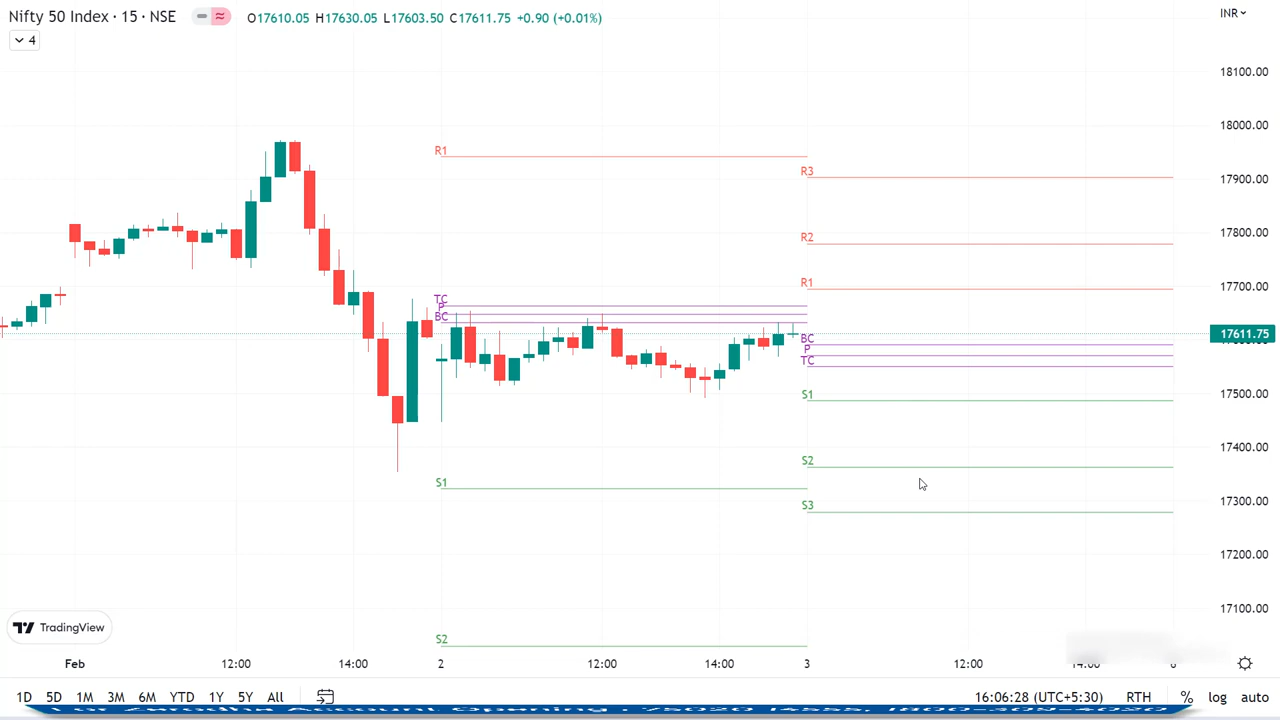 Nifty 50 Index · 15 · NSE O17610.05 H17630.05 L17603.50 C17611.75 +0.90 (+0.01%) INR
4
18100.00
18000.00
R1
R3
17900.00
R2
17800.00
R1
17700.00
TC
P
BC
17611.75
BC
P
TC
S1
17500.00
S2
17400.00
S1
S3
17300.00
17200.00
17100.00
TradingView
S2
Feb 12:00 14:00 2 12:00 14:00 3 12:00 14:00
1D 5D 1M 3M 6M YTD 1Y 5Y All 16:06:28 (UTC+5:30) RTH % log auto
Account Opening :